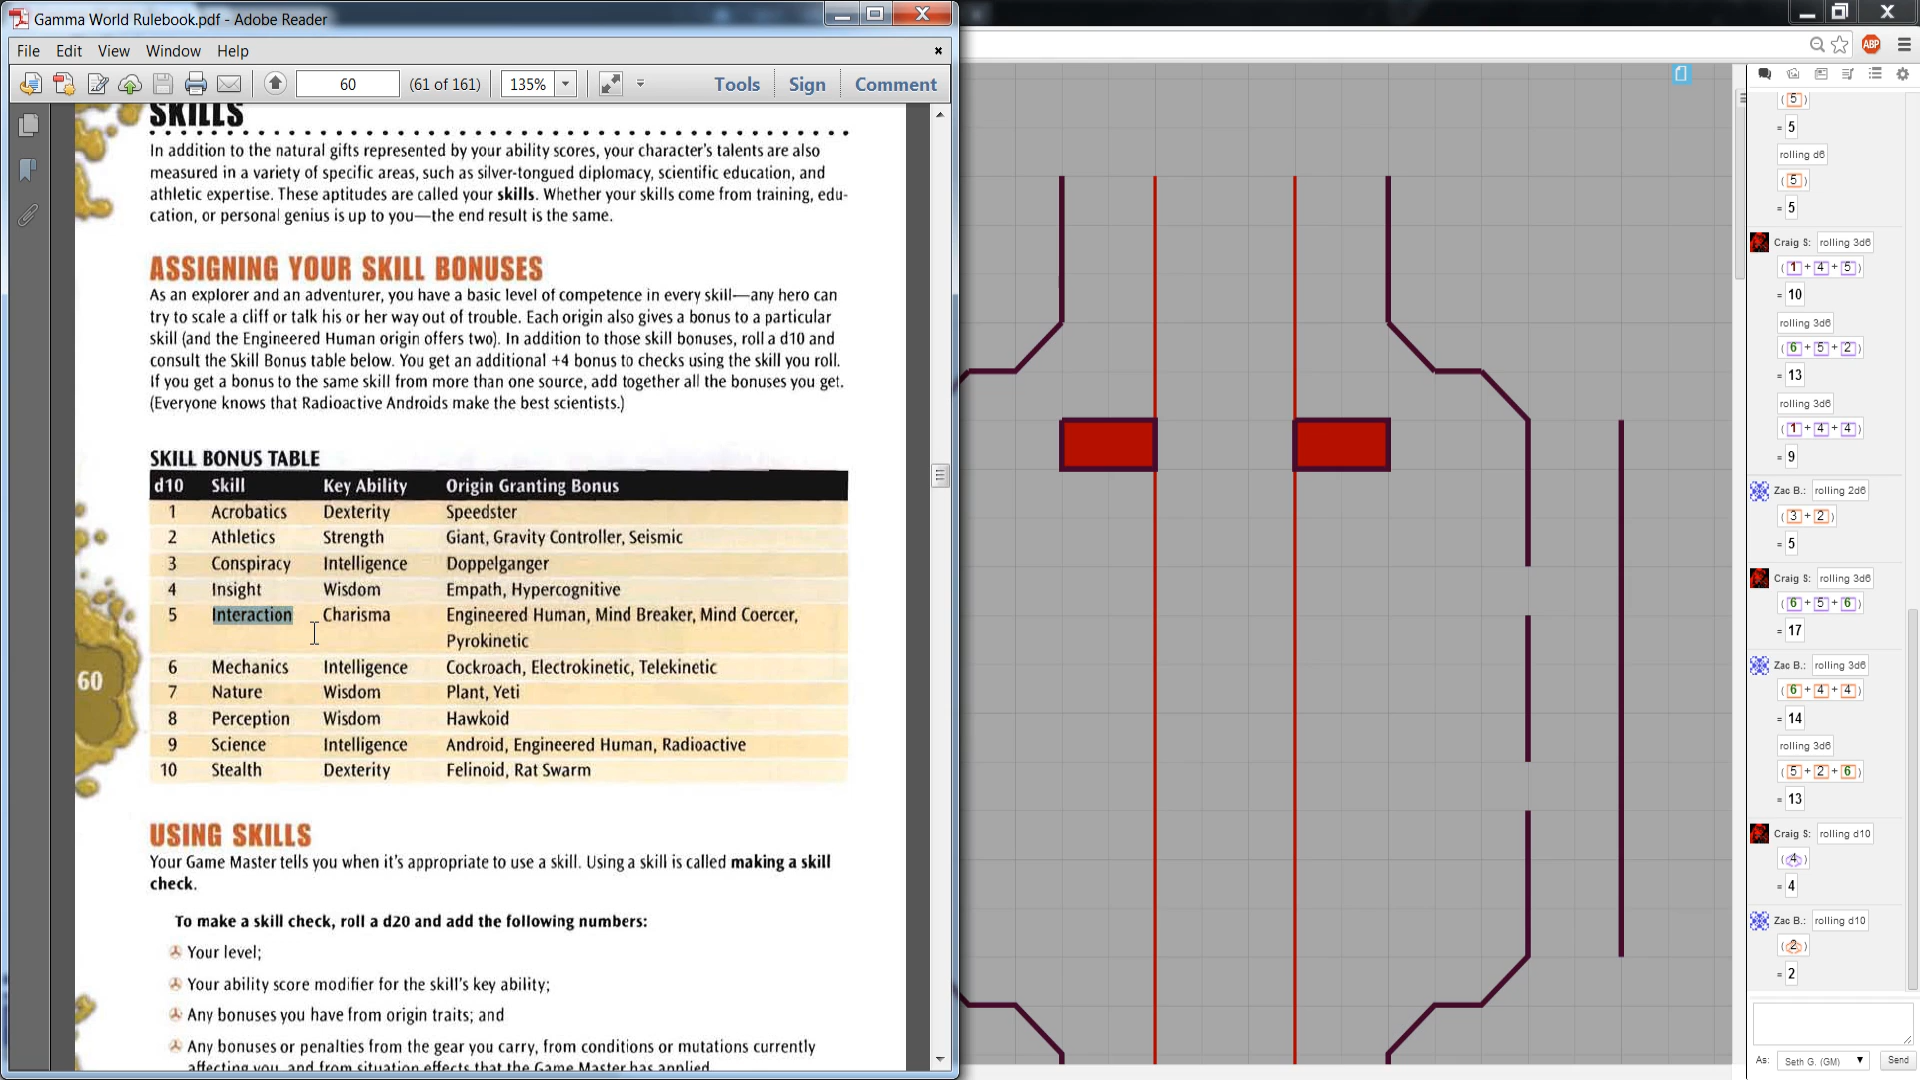 Gamma World Rulebook.pdf - Adobe Reader
File Edit View Window Help
60 (61 of 161) 135% Tools Sign Comment
SKILLS
In addition to the natural gifts represented by your ability scores, your character's talents are also
measured in a variety of specific areas, such as silver-tongued diplomacy, scientific education, and
athletic expertise. These aptitudes are called your skills. Whether your skills come from training, edu-
cation, or personal genius is up to you—the end result is the same.
ASSIGNING YOUR SKILL BONUSES
As an explorer and an adventurer, you have a basic level of competence in every skill—any hero can
try to scale a cliff or talk his or her way out of trouble. Each origin also gives a bonus to a particular
skill (and the Engineered Human origin offers two). In addition to those skill bonuses, roll a d10 and
consult the Skill Bonus table below. You get an additional +4 bonus to checks using the skill you roll.
If you get a bonus to the same skill from more than one source, add together all the bonuses you get.
(Everyone knows that Radioactive Androids make the best scientists.)
SKILL BONUS TABLE
d10 Skill Key Ability Origin Granting Bonus
1 Acrobatics Dexterity Speedster
2 Athletics Strength Giant, Gravity Controller, Seismic
3 Conspiracy Intelligence Doppelganger
4 Insight Wisdom Empath, Hypercognitive
5 Interaction Charisma Engineered Human, Mind Breaker, Mind Coercer,
Pyrokinetic
6 Mechanics Intelligence Cockroach, Electrokinetic, Telekinetic
7 Nature Wisdom Plant, Yeti
8 Perception Wisdom Hawkoid
9 Science Intelligence Android, Engineered Human, Radioactive
10 Stealth Dexterity Felinoid, Rat Swarm
60
USING SKILLS
Your Game Master tells you when it's appropriate to use a skill. Using a skill is called making a skill
check.
To make a skill check, roll a d20 and add the following numbers:
Your level;
Your ability score modifier for the skill's key ability;
Any bonuses you have from origin traits; and
Any bonuses or penalties from the gear you carry, from conditions or mutations currently
affecting you, and from situation effects that the Game Master has applied.
ABP
(5)
= 5
rolling d6
(5)
= 5
Craig S: rolling 3d6
(1+4+5)
= 10
rolling 3d6
(6+5+2)
= 13
rolling 3d6
(1+4+4)
= 9
Zac B.: rolling 2d6
(3+2)
= 5
Craig S: rolling 3d6
(6+5+6)
= 17
Zac B.: rolling 3d6
(6+4+4)
= 14
rolling 3d6
(5+2+6)
= 13
Craig S: rolling d10
(4)
= 4
Zac B.: rolling d10
(2)
= 2
As: Seth G. (GM) Send